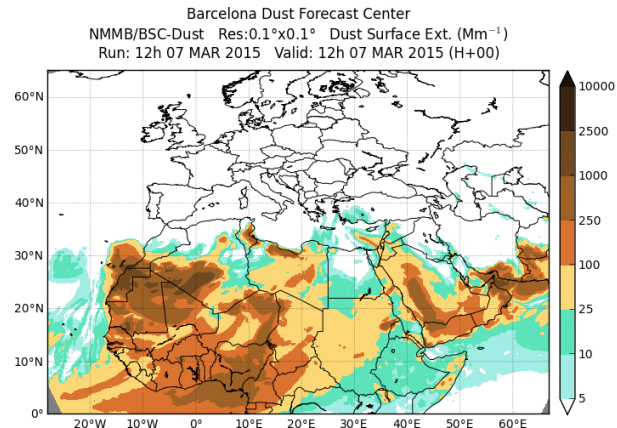 Barcelona Dust Forecast Center
NMMB/BSC-Dust Res:0.1°x0.1° Dust Surface Ext. (Mm⁻¹)
Run: 12h 07 MAR 2015 Valid: 12h 07 MAR 2015 (H+00)
60°N
50°N
40°N
30°N
20°N
10°N
0°
20°W 10°W 0° 10°E 20°E 30°E 40°E 50°E 60°E
10000
2500
1000
250
100
25
10
5